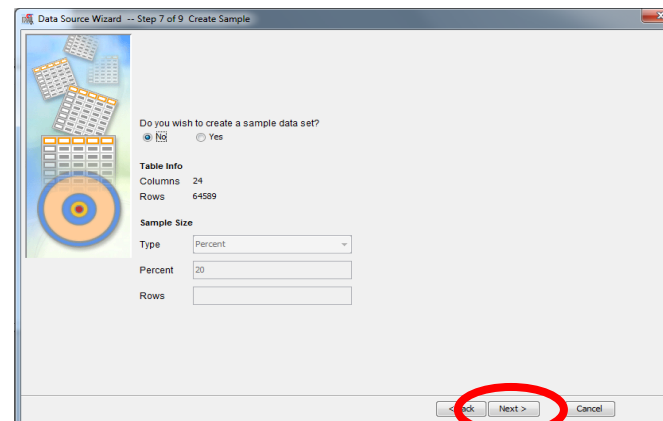 Data Source Wizard -- Step 7 of 9 Create Sample
Do you wish to create a sample data set?
No Yes
Table Info
Columns 24
Rows 64589
Sample Size
Type Percent
Percent 20
Rows
Next > Cancel